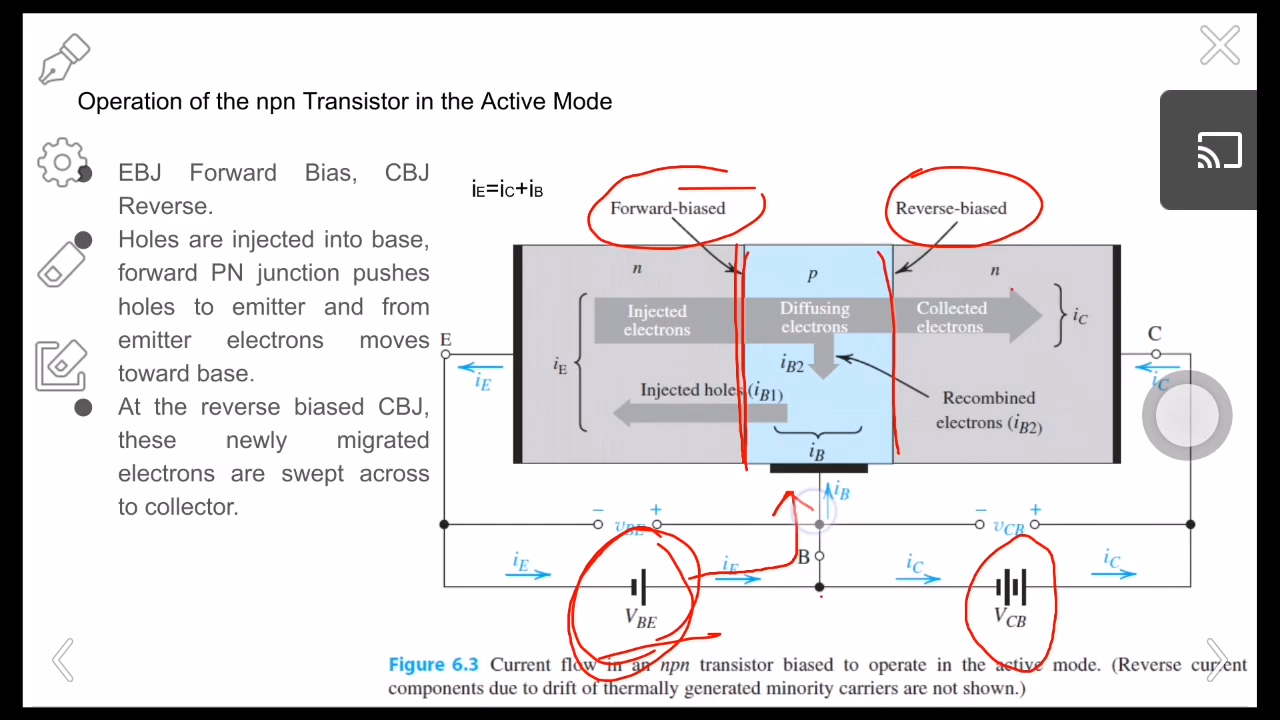 Operation of the npn Transistor in the Active Mode
EBJ Forward Bias, CBJ
Reverse.
Holes are injected into base,
forward PN junction pushes
holes to emitter and from
emitter electrons moves
toward base.
At the reverse biased CBJ,
these newly migrated
electrons are swept across
to collector.
iE=iC+iB
Forward-biased
Reverse-biased
n
p
n
Injected
electrons
Diffusing
electrons
Collected
electrons
iC
E
C
iE
iE
iB2
iC
Injected holes (iB1)
Recombined
electrons (iB2)
iB
iB
− vBE +
− vCB +
B
iE
iE
iC
iC
VBE
VCB
Figure 6.3 Current flow in an npn transistor biased to operate in the active mode. (Reverse current
components due to drift of thermally generated minority carriers are not shown.)